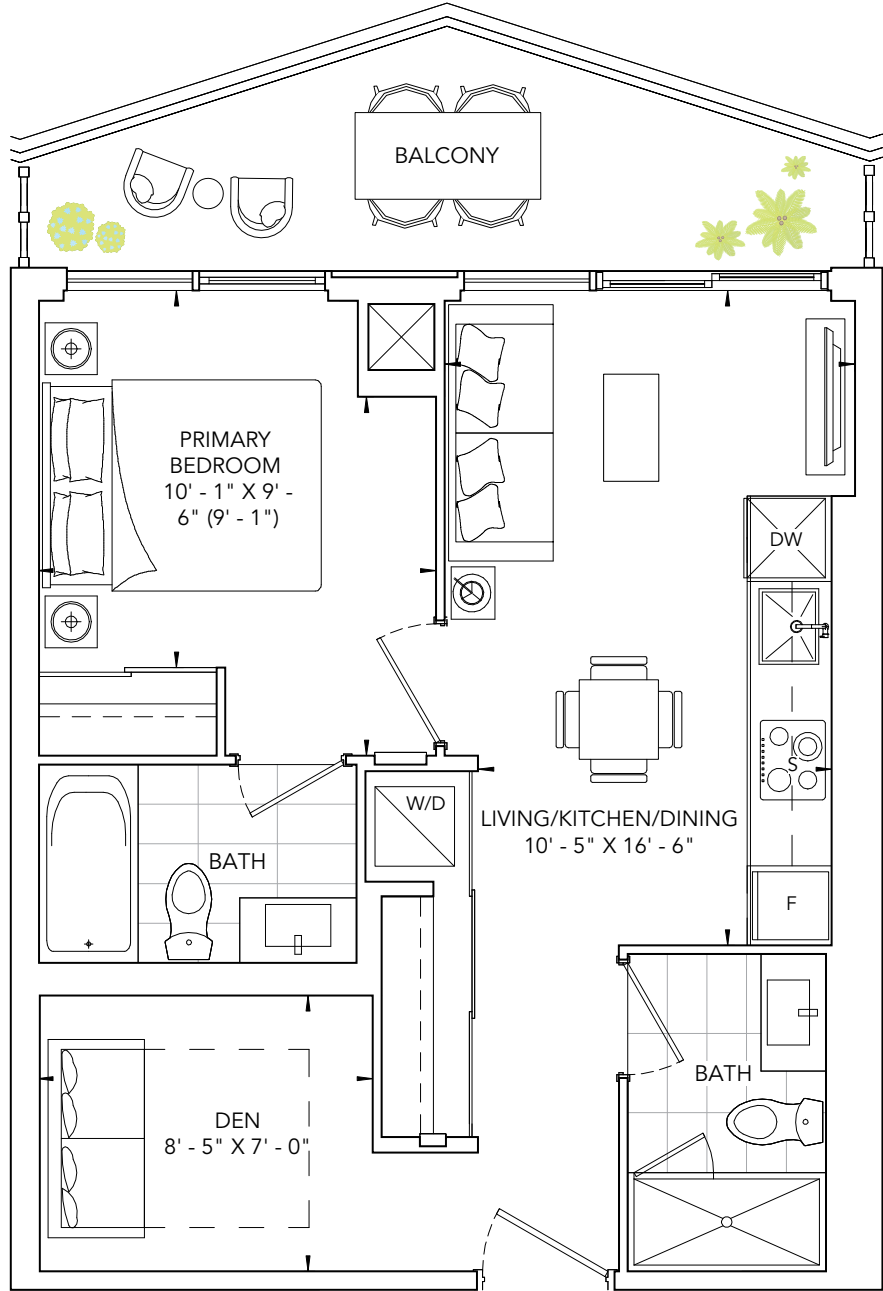 BALCONY
PRIMARY
BEDROOM
10' - 1" X 9' -
6" (9' - 1")
DW
S
W/D
LIVING/KITCHEN/DINING
10' - 5" X 16' - 6"
BATH
F
BATH
DEN
8' - 5" X 7' - 0"